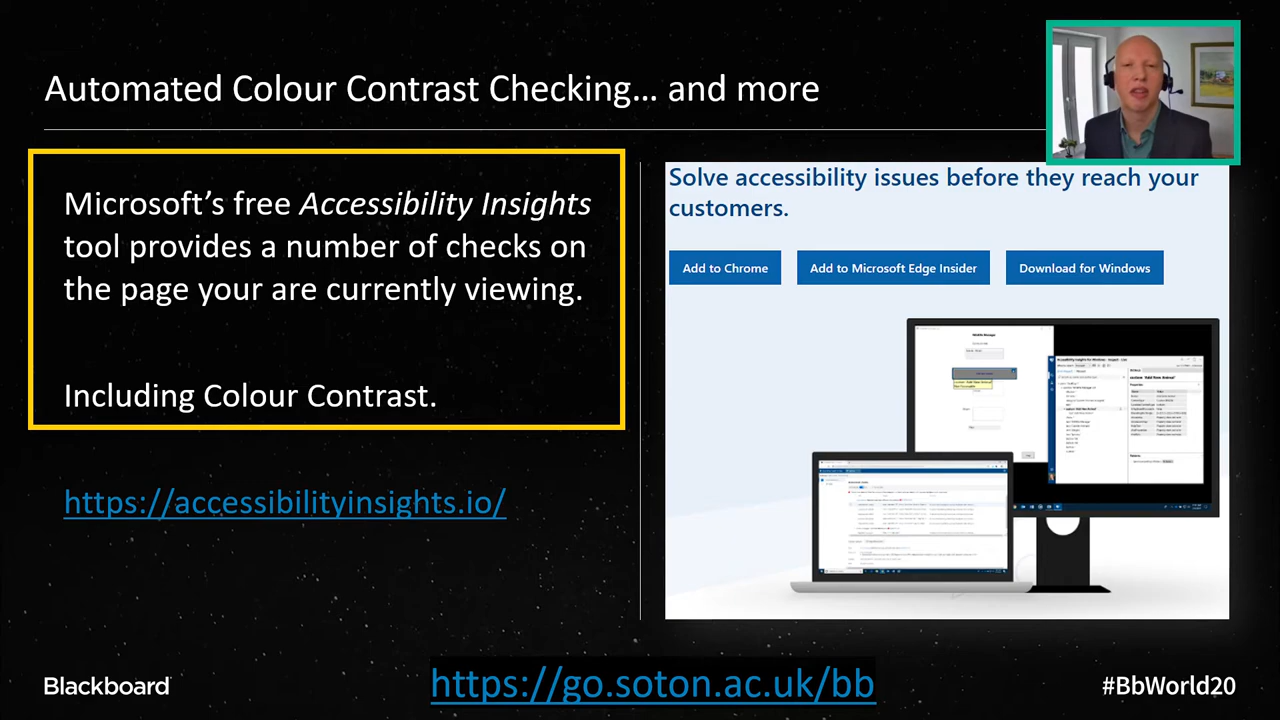 Automated Colour Contrast Checking… and more
Microsoft’s free Accessibility Insights
tool provides a number of checks on
the page your are currently viewing.
Including Colour Contrast.
https://accessibilityinsights.io/
Solve accessibility issues before they reach your
customers.
Add to Chrome
Add to Microsoft Edge Insider
Download for Windows
Blackboard
https://go.soton.ac.uk/bb
#BbWorld20